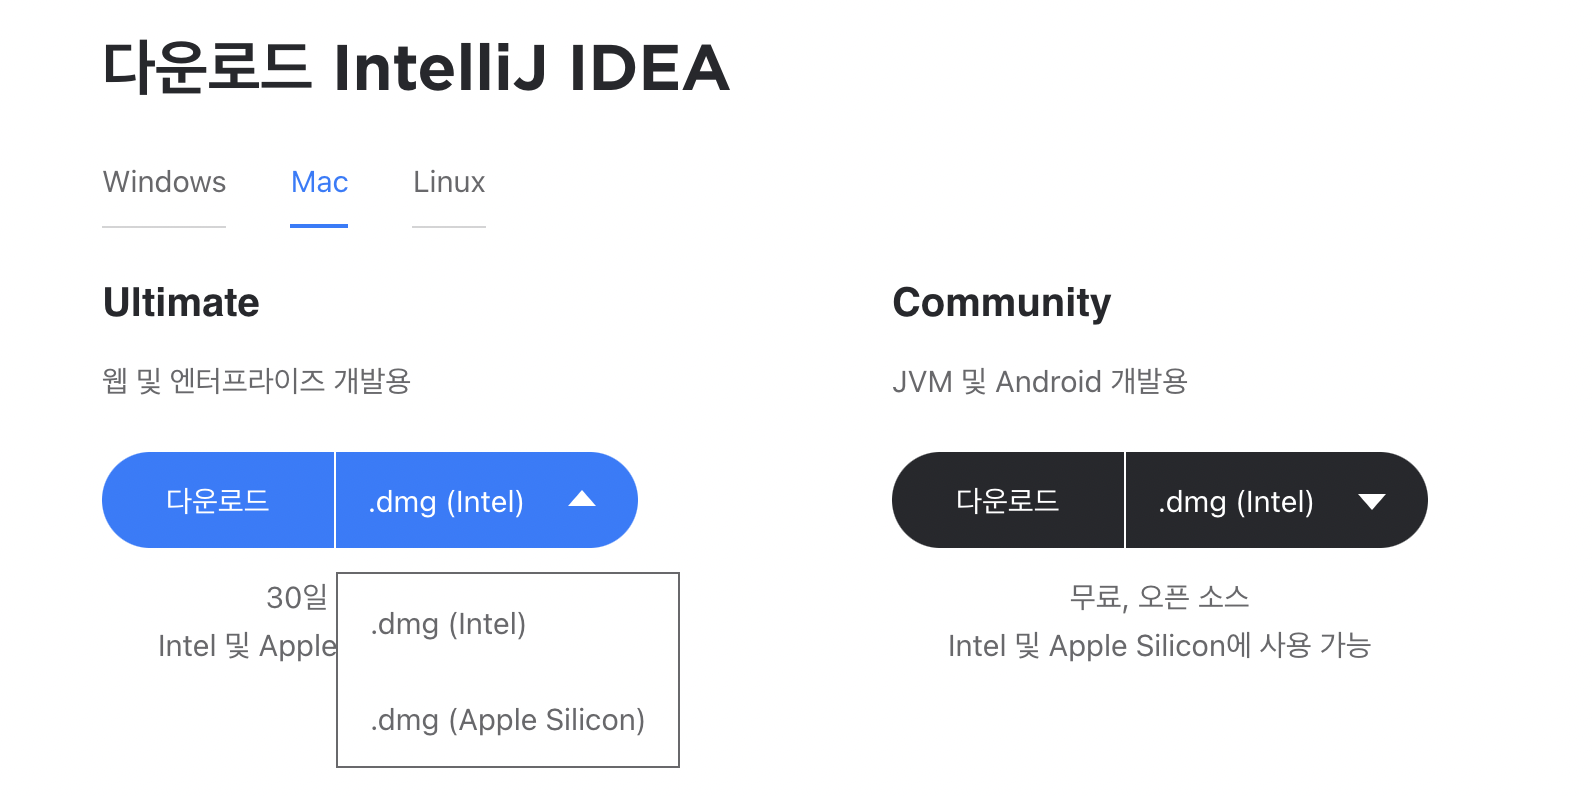 다운로드 IntelliJ IDEA
Windows
Mac
Linux
Ultimate
웹 및 엔터프라이즈 개발용
다운로드
.dmg (Intel)
30일
Intel 및 Apple
.dmg (Intel)
.dmg (Apple Silicon)
Community
JVM 및 Android 개발용
다운로드
.dmg (Intel)
무료, 오픈 소스
Intel 및 Apple Silicon에 사용 가능